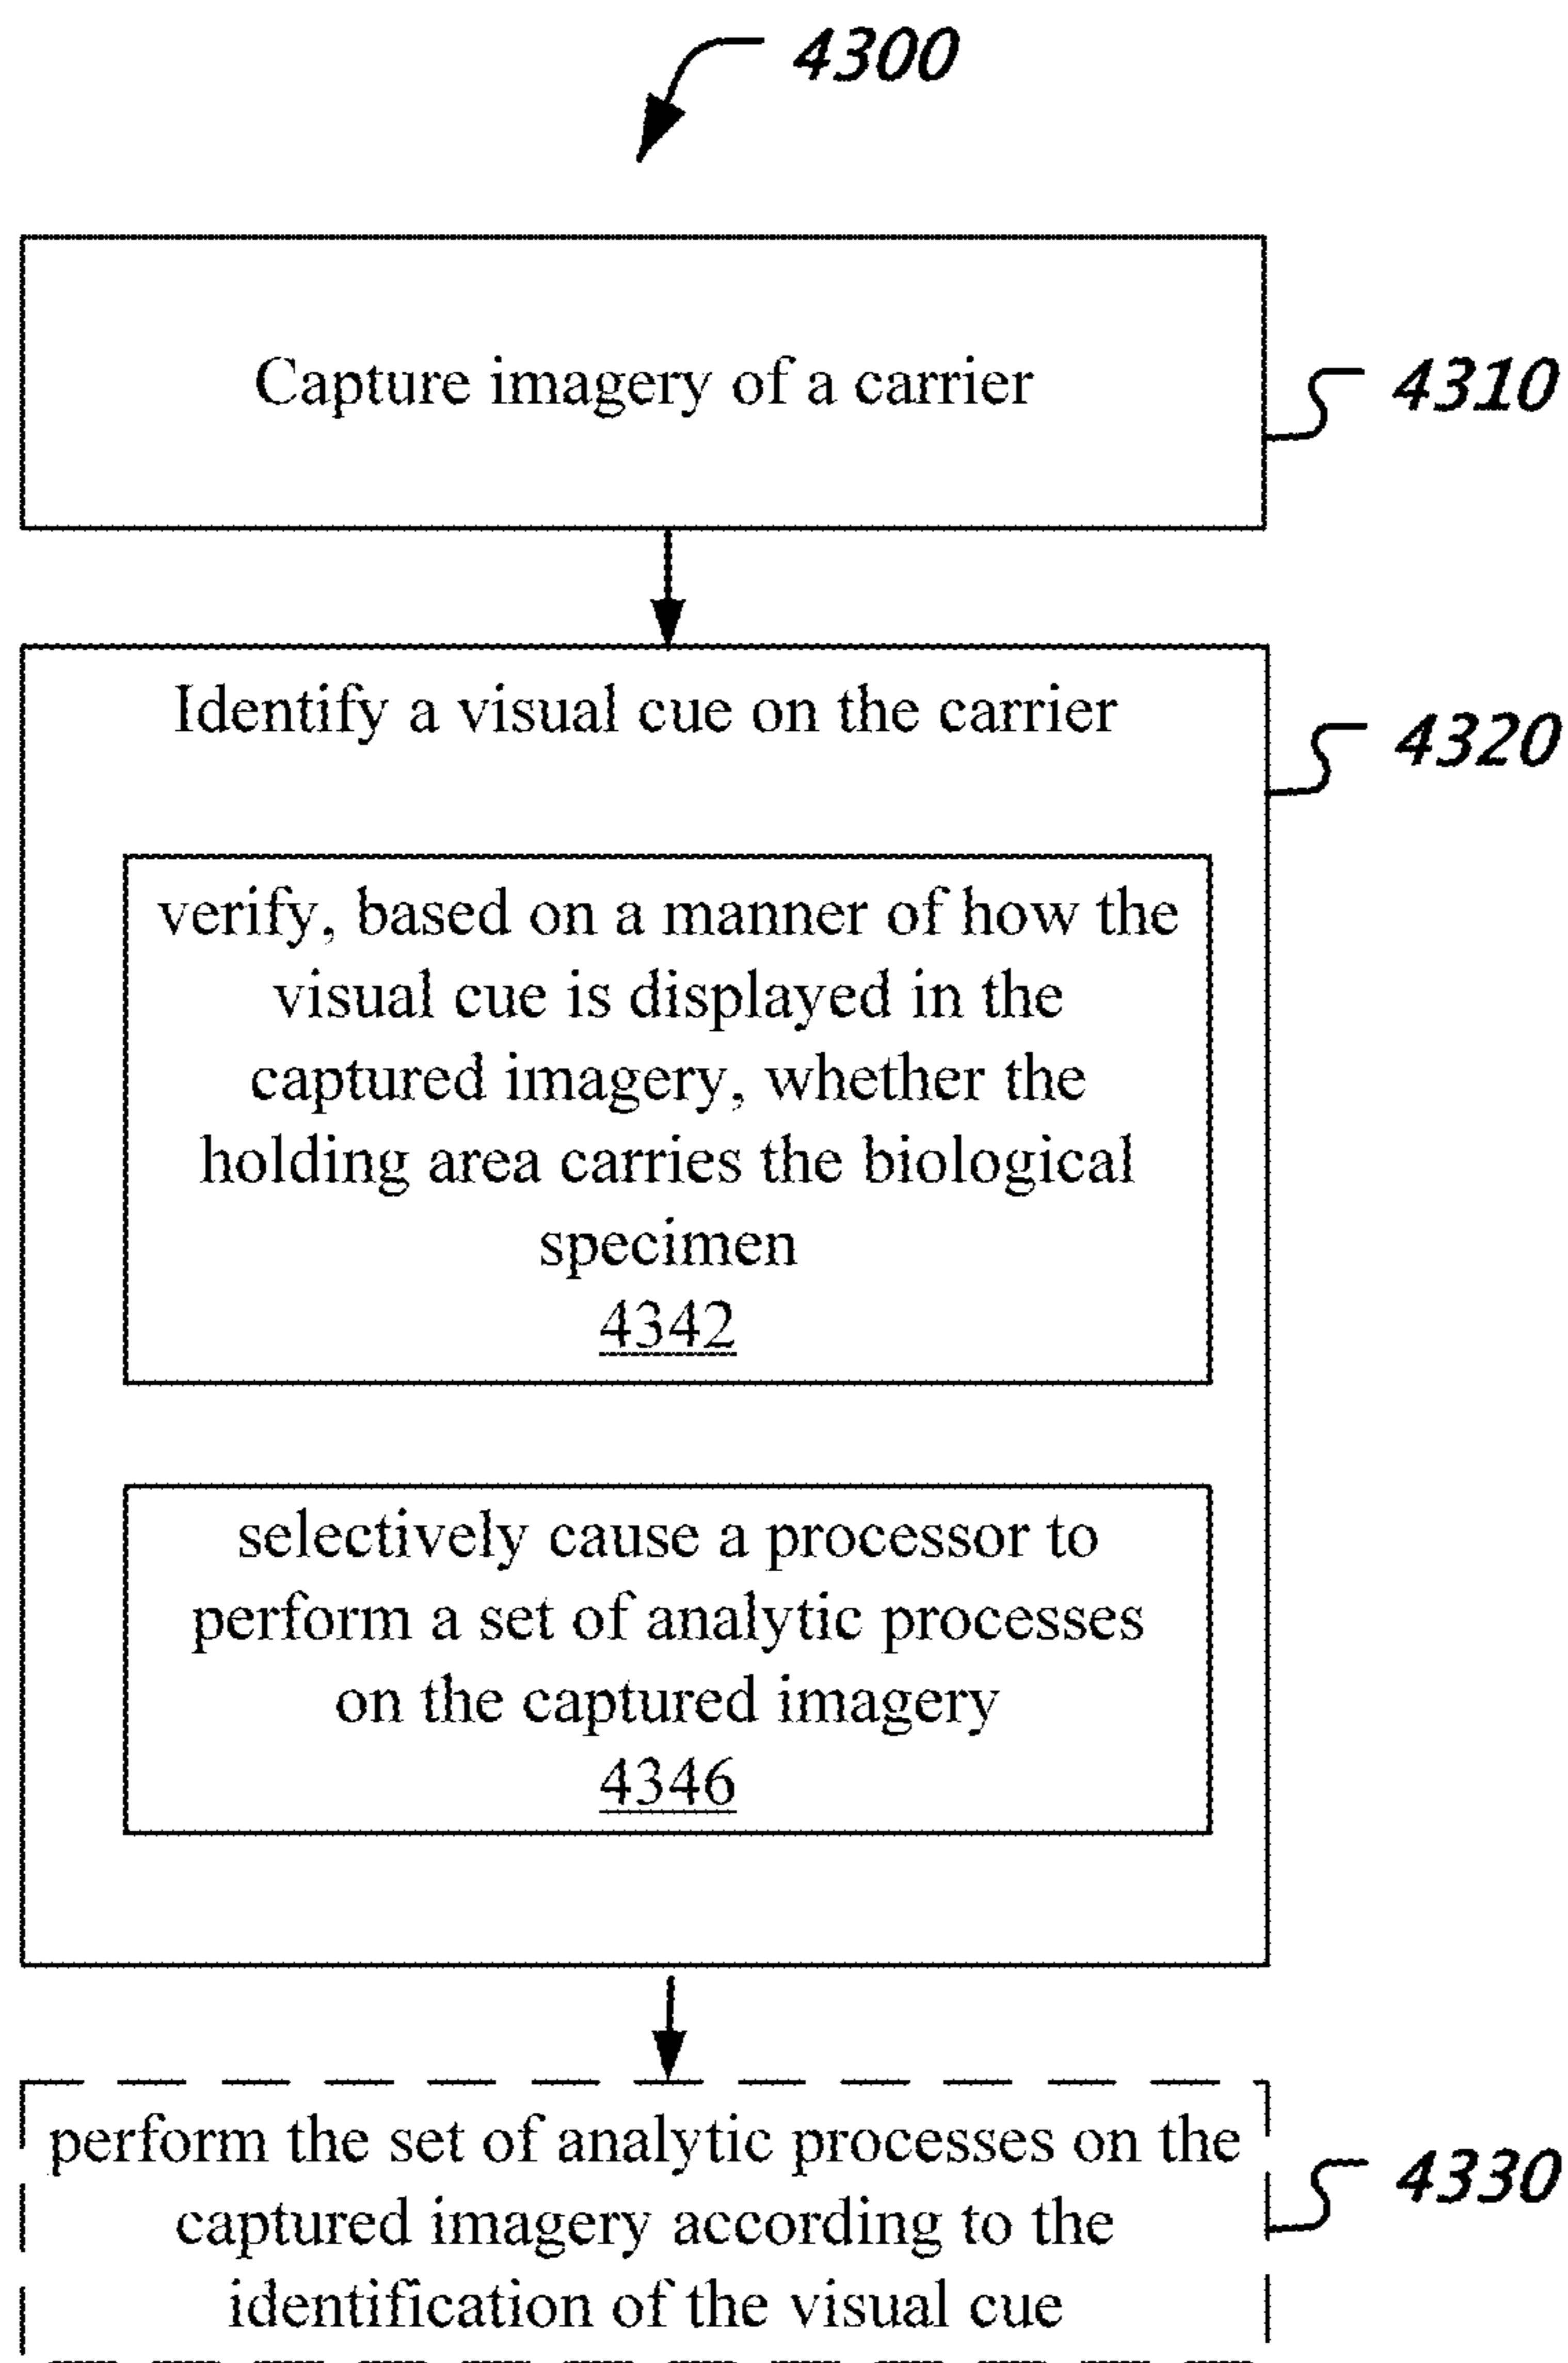 4300
Capture imagery of a carrier
4310
Identify a visual cue on the carrier
4320
verify, based on a manner of how the
visual cue is displayed in the
captured imagery, whether the
holding area carries the biological
specimen
4342
selectively cause a processor to
perform a set of analytic processes
on the captured imagery
4346
perform the set of analytic processes on the
captured imagery according to the
identification of the visual cue
4330